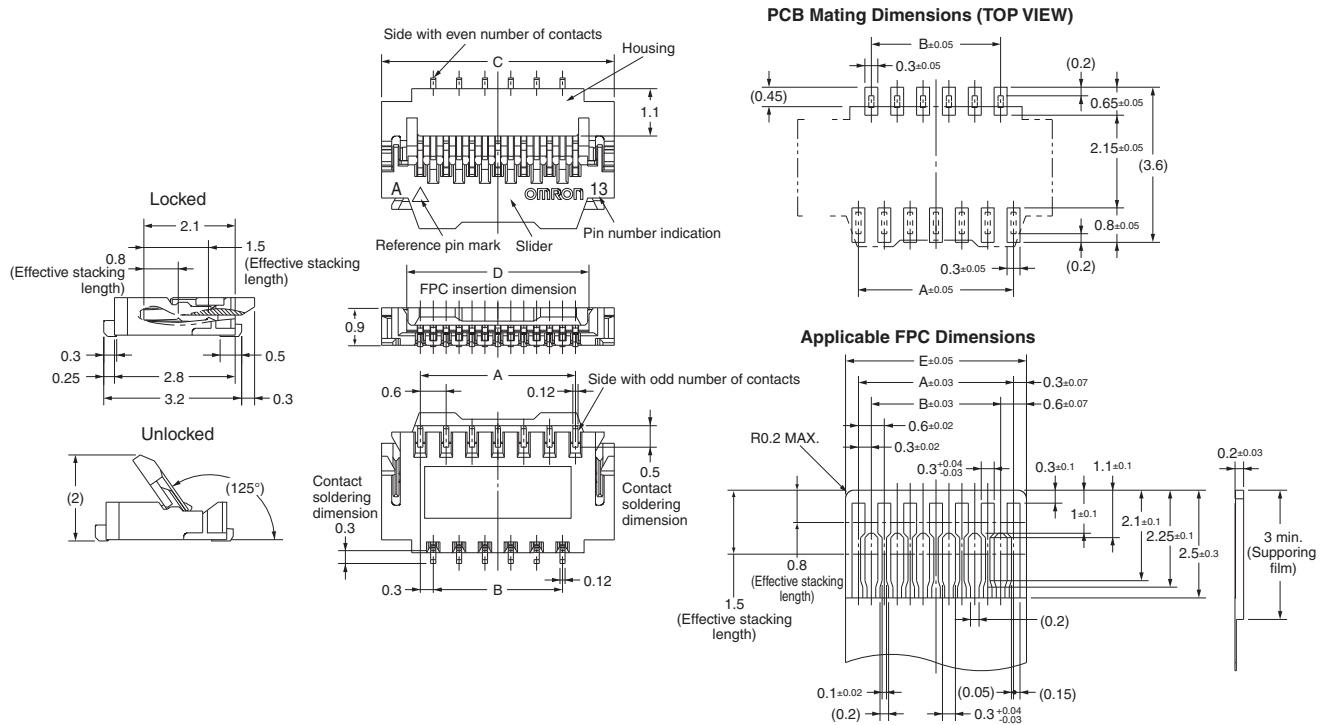 PCB Mating Dimensions (TOP VIEW)
Side with even number of contacts
Housing
C
1.1
A
13
OMRON
Reference pin mark
Slider
Pin number indication
B±0.05
0.3±0.05
(0.2)
(0.45)
0.65±0.05
2.15±0.05
(3.6)
0.8±0.05
(0.2)
0.3±0.05
A±0.05
Locked
2.1
1.5
(Effective stacking
length)
0.8
(Effective stacking
length)
0.3
0.5
0.25
2.8
3.2
0.3
Unlocked
(2)
(125°)
D
FPC insertion dimension
0.9
A
0.6
0.12
Side with odd number of contacts
0.5
Contact
soldering
dimension
Contact
soldering
dimension
0.3
0.3
B
0.12
Applicable FPC Dimensions
E±0.05
A±0.03
0.3±0.07
B±0.03
0.6±0.07
0.6±0.02
0.3±0.02
R0.2 MAX.
0.3+0.04
-0.03
0.3±0.1
1.1±0.1
1±0.1
2.1±0.1
2.25±0.1
2.5±0.3
0.8
(Effective stacking
length)
1.5
(Effective stacking
length)
(0.2)
0.1±0.02
(0.05)
(0.15)
(0.2)
0.3+0.04
-0.03
0.2±0.03
3 min.
(Supporing
film)